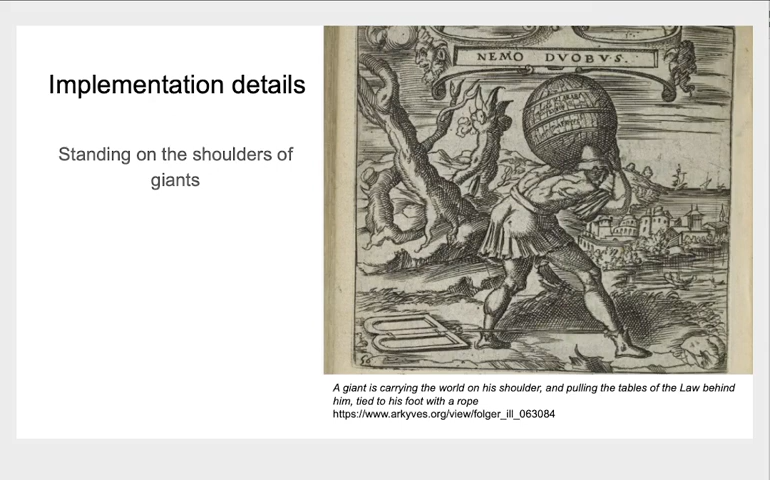 Implementation details
Standing on the shoulders of
giants
NEMO DVOBVS.
A giant is carrying the world on his shoulder, and pulling the tables of the Law behind
him, tied to his foot with a rope
https://www.arkyves.org/view/folger_ill_063084